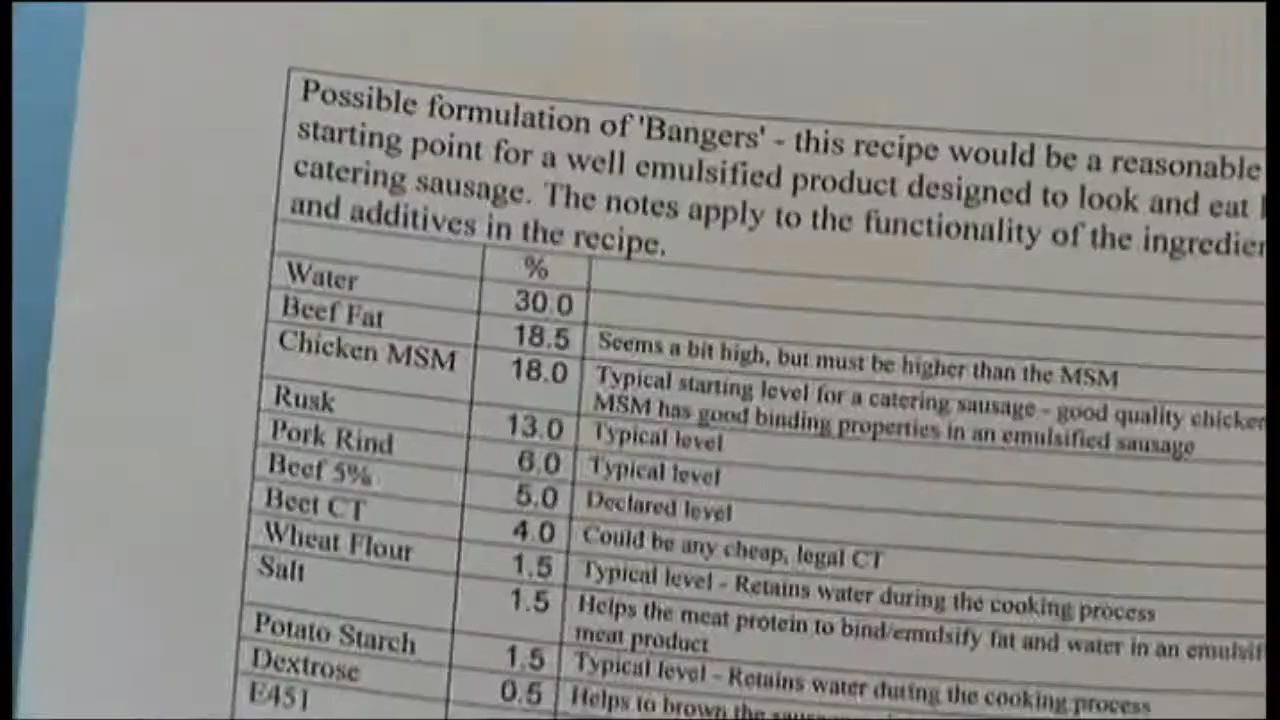 Possible formulation of 'Bangers' - this recipe would be a reasonable
starting point for a well emulsified product designed to look and eat
catering sausage. The notes apply to the functionality of the
and additives in the recipe.
%
Water 30.0
Beef Fat 18.5 Seems a bit high, but must be higher than the MSM
Chicken MSM 18.0 Typical starting level for a catering sausage - good quality chicken
MSM has good binding properties in an emulsified sausage
Rusk 13.0 Typical level
Pork Rind 6.0 Typical level
Beef 5% 5.0 Declared level
Beef CT 4.0 Could be any cheap, legal CT
Wheat Flour 1.5 Typical level - Retains water during the cooking process
Salt 1.5 Helps the meat protein to bind/emulsify fat and water in an
meat product
Potato Starch 1.5 Typical level - Retains water during the cooking process
Dextrose 0.5 Helps to brown the
E451